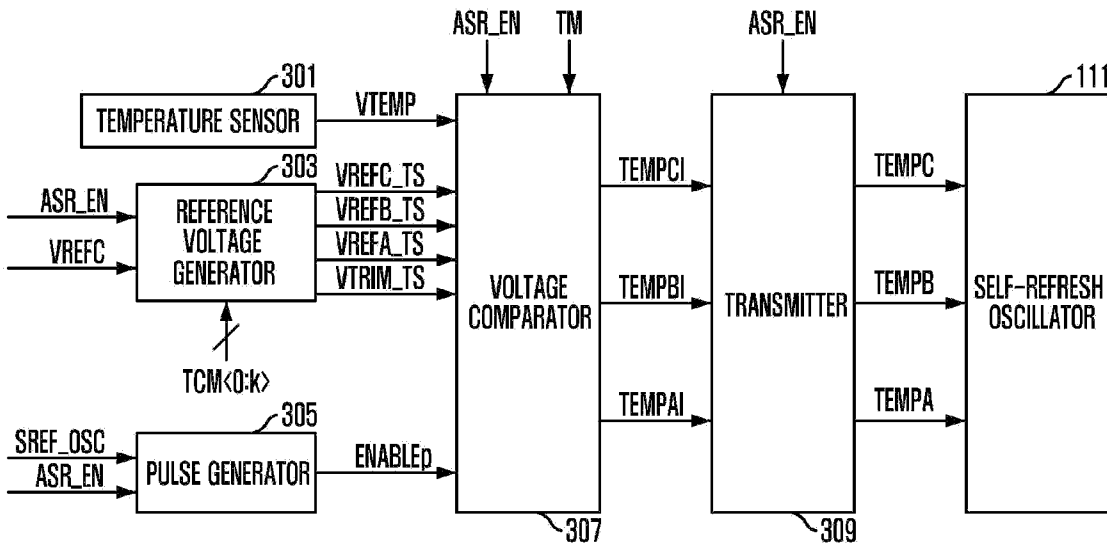 ASR_EN
TM
ASR_EN
301
111
TEMPERATURE SENSOR
VTEMP
303
ASR_EN
VREFC
REFERENCE
VOLTAGE
GENERATOR
VREFC_TS
VREFB_TS
VREFA_TS
VTRIM_TS
TCM<0:k>
VOLTAGE
COMPARATOR
TEMPCI
TEMPBI
TEMPAI
TRANSMITTER
TEMPC
TEMPB
TEMPA
SELF-REFRESH
OSCILLATOR
305
SREF_OSC
ASR_EN
PULSE GENERATOR
ENABLEp
307
309